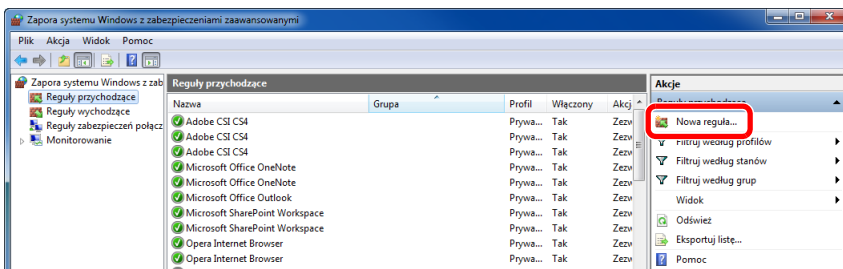 Zapora systemu Windows z zabezpieczeniami zaawansowanymi
Plik Akcja Widok Pomoc
Zapora systemu Windows z zab
Reguły przychodzące
Reguły wychodzące
Reguły zabezpieczeń połącz
Monitorowanie
Reguły przychodzące
Nazwa Grupa Profil Włączony Akcj
Adobe CSI CS4 Prywa... Tak Zezw
Adobe CSI CS4 Prywa... Tak Zezw
Adobe CSI CS4 Prywa... Tak Zezw
Microsoft Office OneNote Prywa... Tak Zezw
Microsoft Office OneNote Prywa... Tak Zezw
Microsoft Office Outlook Prywa... Tak Zezw
Microsoft SharePoint Workspace Prywa... Tak Zezw
Microsoft SharePoint Workspace Prywa... Tak Zezw
Opera Internet Browser Prywa... Tak Zezw
Opera Internet Browser Prywa... Tak Zezw
Akcje
Reguły przychodzące
Nowa reguła...
Filtruj według profilów
Filtruj według stanów
Filtruj według grup
Widok
Odśwież
Eksportuj listę...
Pomoc